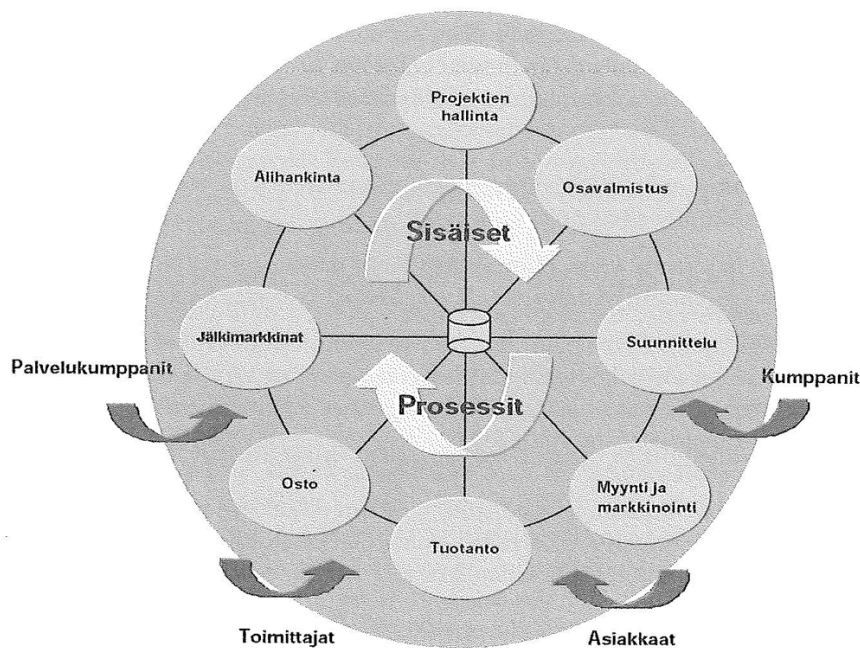 Projektien
hallinta
Alihankinta
Osavalmistus
Sisäiset
Jälkimarkkinat
Suunnittelu
Palvelukumppanit
Kumppanit
Prosessit
Osto
Myynti ja
markkinointi
Tuotanto
Toimittajat
Asiakkaat